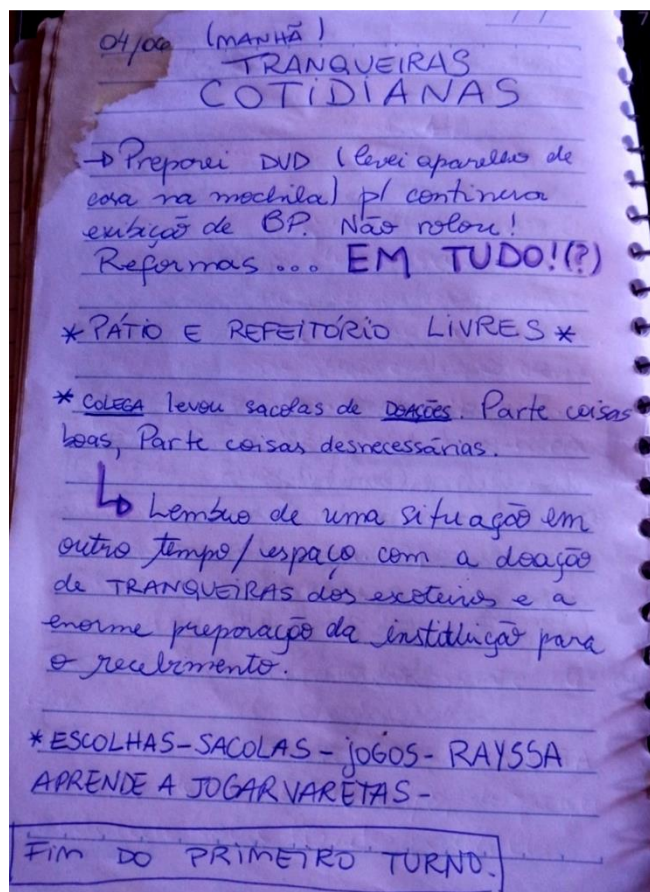 04/06 (MANHÃ)
TRANQUEIRAS
COTIDIANAS
→ Preparei DVD (levei aparelho de
casa na mochila) p/ continuar
exibição de BP. Não rolou!
Reformas... EM TUDO!(?)
* PÁTIO E REFEITÓRIO LIVRES *
* COLEGA levou sacolas de DOAÇÕES. Parte coisas
boas, Parte coisas desnecessárias.
↳ Lembro de uma situação em
outro tempo/espaço com a doação
de TRANQUEIRAS dos escoteiros e a
enorme preparação da instituição para
o recebimento.
* ESCOLHAS - SACOLAS - JOGOS - RAYSSA
APRENDE A JOGAR VARETAS -
FIM DO PRIMEIRO TURNO.